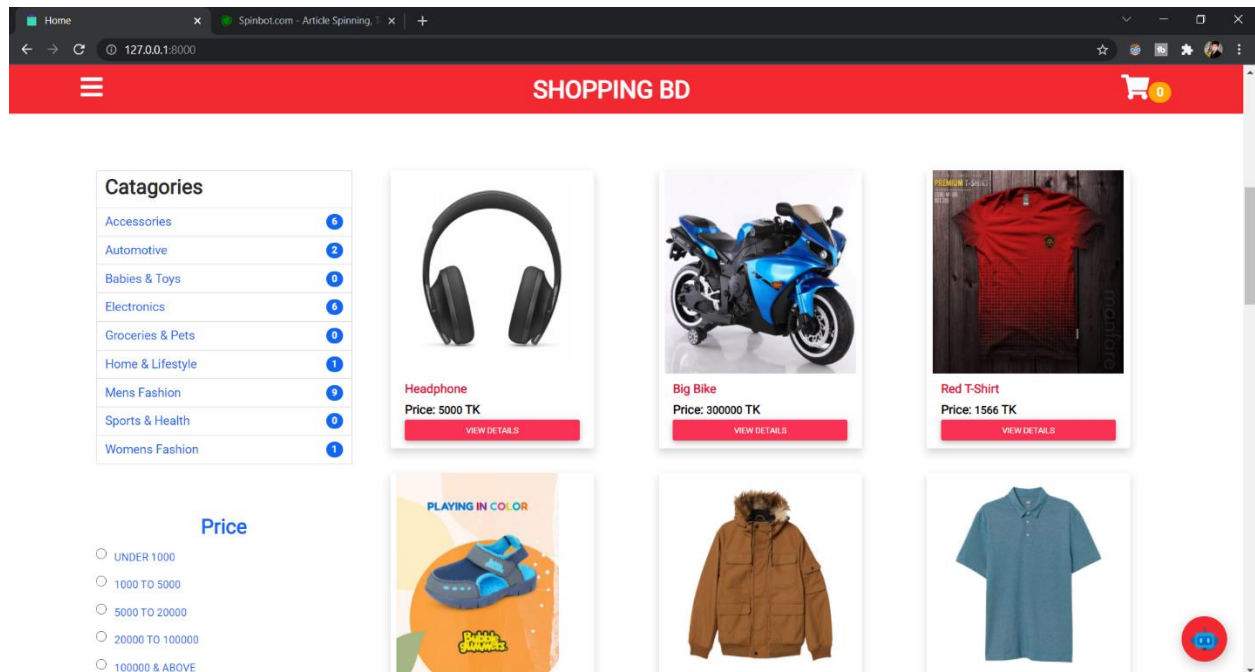 Home
Spinbot.com - Article Spinning, T
127.0.0.1:8000
SHOPPING BD
0
Catagories
Accessories 6
Automotive 2
Babies & Toys 0
Electronics 6
Groceries & Pets 0
Home & Lifestyle 1
Mens Fashion 9
Sports & Health 0
Womens Fashion 1
Price
UNDER 1000
1000 TO 5000
5000 TO 20000
20000 TO 100000
100000 & ABOVE
Headphone
Price: 5000 TK
VIEW DETAILS
Big Bike
Price: 300000 TK
VIEW DETAILS
PREMIUM T-SHIRT
manfare
Red T-Shirt
Price: 1566 TK
VIEW DETAILS
PLAYING IN COLOR
Bubble
gummers